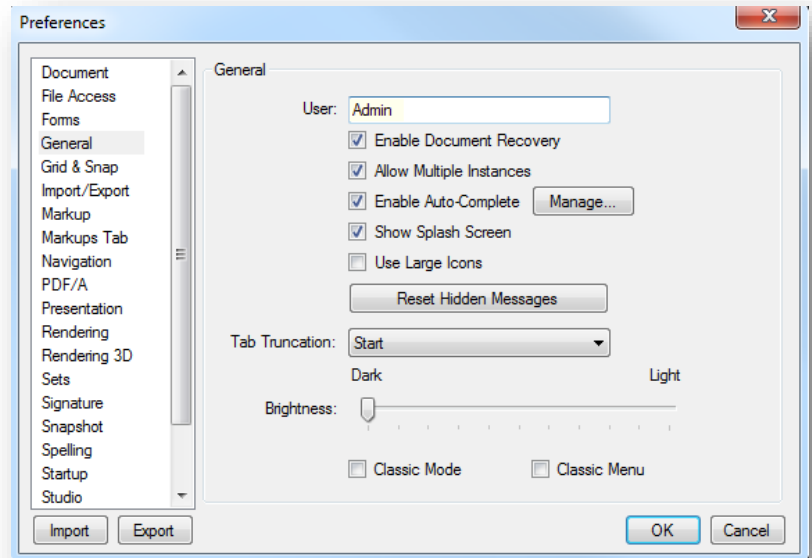 Preferences
Document
File Access
Forms
General
Grid & Snap
Import/Export
Markup
Markups Tab
Navigation
PDF/A
Presentation
Rendering
Rendering 3D
Sets
Signature
Snapshot
Spelling
Startup
Studio
Import Export
General
User: Admin
Enable Document Recovery
Allow Multiple Instances
Enable Auto-Complete Manage...
Show Splash Screen
Use Large Icons
Reset Hidden Messages
Tab Truncation: Start
Dark Light
Brightness:
Classic Mode Classic Menu
OK Cancel